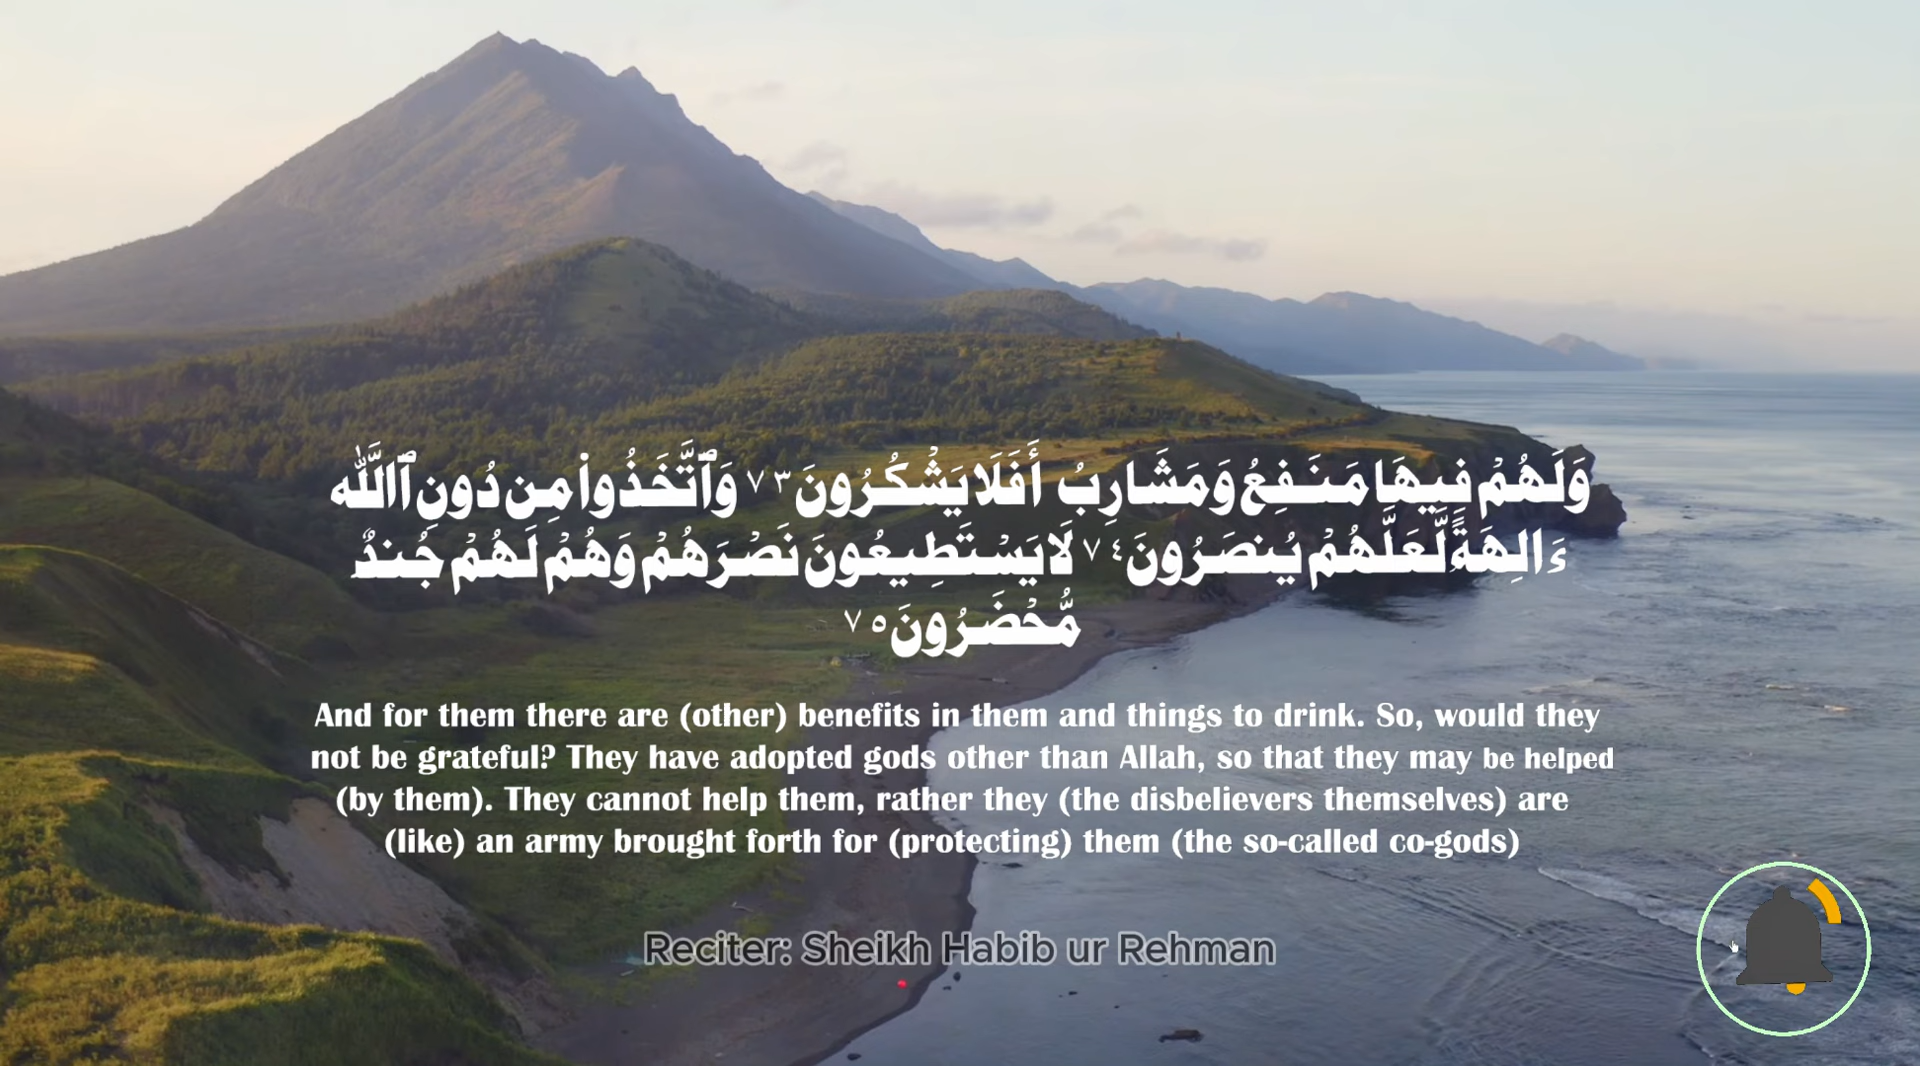 وَلَهُمْ فِيهَا مَنَـٰفِعُ وَمَشَارِبُ أَفَلَا يَشْكُرُونَ ٧٣ وَٱتَّخَذُوا۟ مِن دُونِ ٱللَّهِ
ءَالِهَةً لَّعَلَّهُمْ يُنصَرُونَ ٧٤ لَا يَسْتَطِيعُونَ نَصْرَهُمْ وَهُمْ لَهُمْ جُندٌ
مُّحْضَرُونَ ٧٥
And for them there are (other) benefits in them and things to drink. So, would they
not be grateful? They have adopted gods other than Allah, so that they may be helped
(by them). They cannot help them, rather they (the disbelievers themselves) are
(like) an army brought forth for (protecting) them (the so-called co-gods)
Reciter: Sheikh Habib ur Rehman